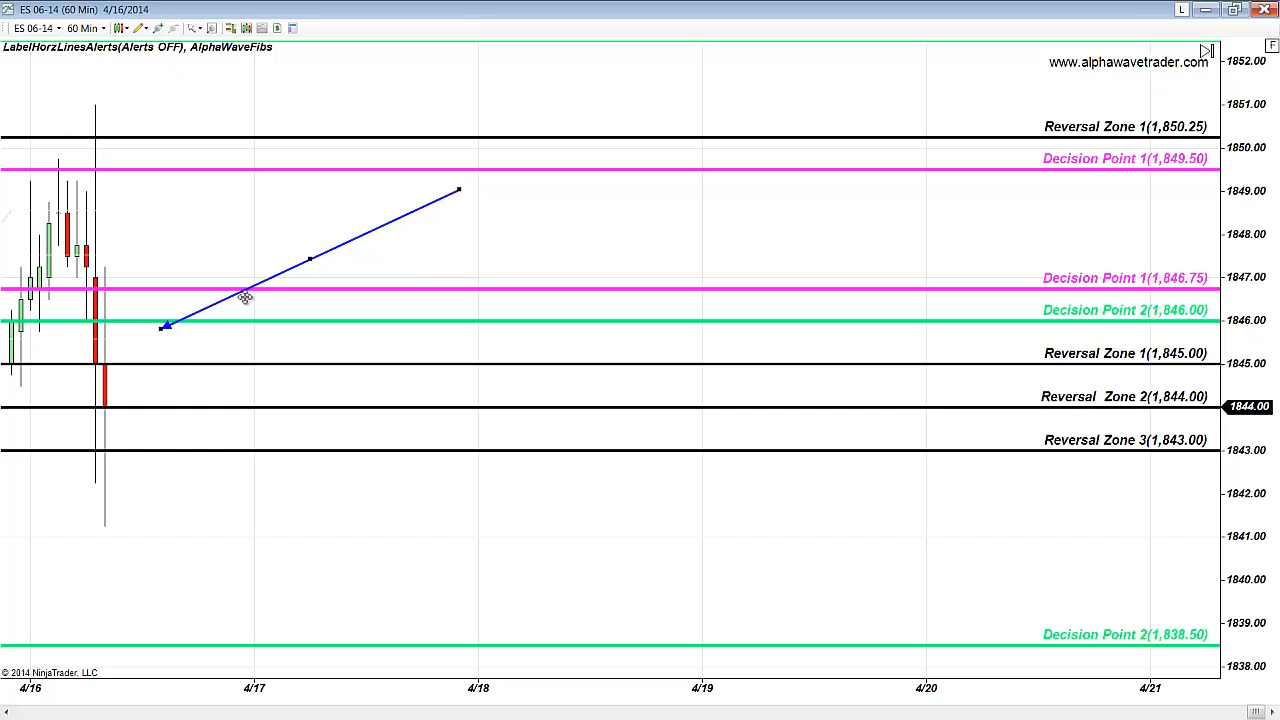 ES 06-14 (60 Min) 4/16/2014
L
ES 06-14 60 Min
LabelHorzLinesAlerts(Alerts OFF), AlphaWaveFibs
F
www.alphawavetrader.com
1852.00
1851.00
Reversal Zone 1(1,850.25)
1850.00
Decision Point 1(1,849.50)
1849.00
1848.00
Decision Point 1(1,846.75)
1847.00
Decision Point 2(1,846.00)
1846.00
Reversal Zone 1(1,845.00)
1845.00
Reversal  Zone 2(1,844.00)
1844.00
Reversal Zone 3(1,843.00)
1843.00
1842.00
1841.00
1840.00
1839.00
Decision Point 2(1,838.50)
1838.00
© 2014 NinjaTrader, LLC
4/16 4/17 4/18 4/19 4/20 4/21